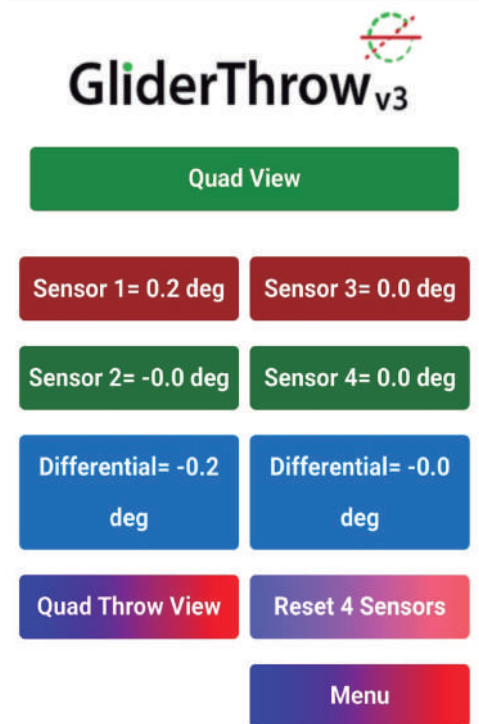 GliderThrow v3
Quad View
Sensor 1= 0.2 deg
Sensor 3= 0.0 deg
Sensor 2= -0.0 deg
Sensor 4= 0.0 deg
Differential= -0.2
deg
Differential= -0.0
deg
Quad Throw View
Reset 4 Sensors
Menu